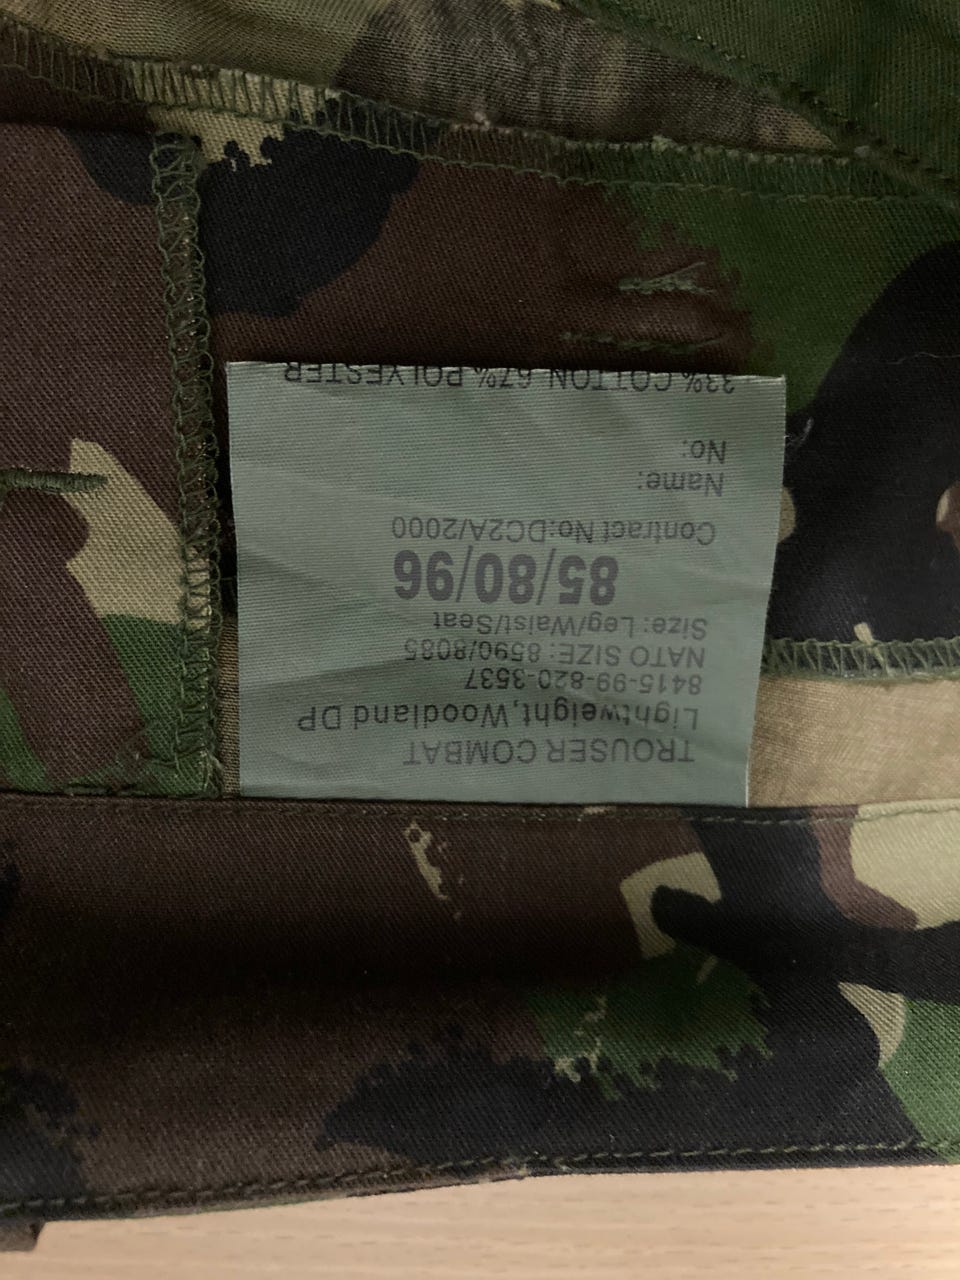 TROUSER COMBAT
Lightweight, Woodland DP
8415-99-820-3537
NATO SIZE: 8590/8085
Size: Leg/Waist/Seat
85/80/96
Contract No:DC2A/2000
Name:
No:
33% COTTON 67% POLYESTER